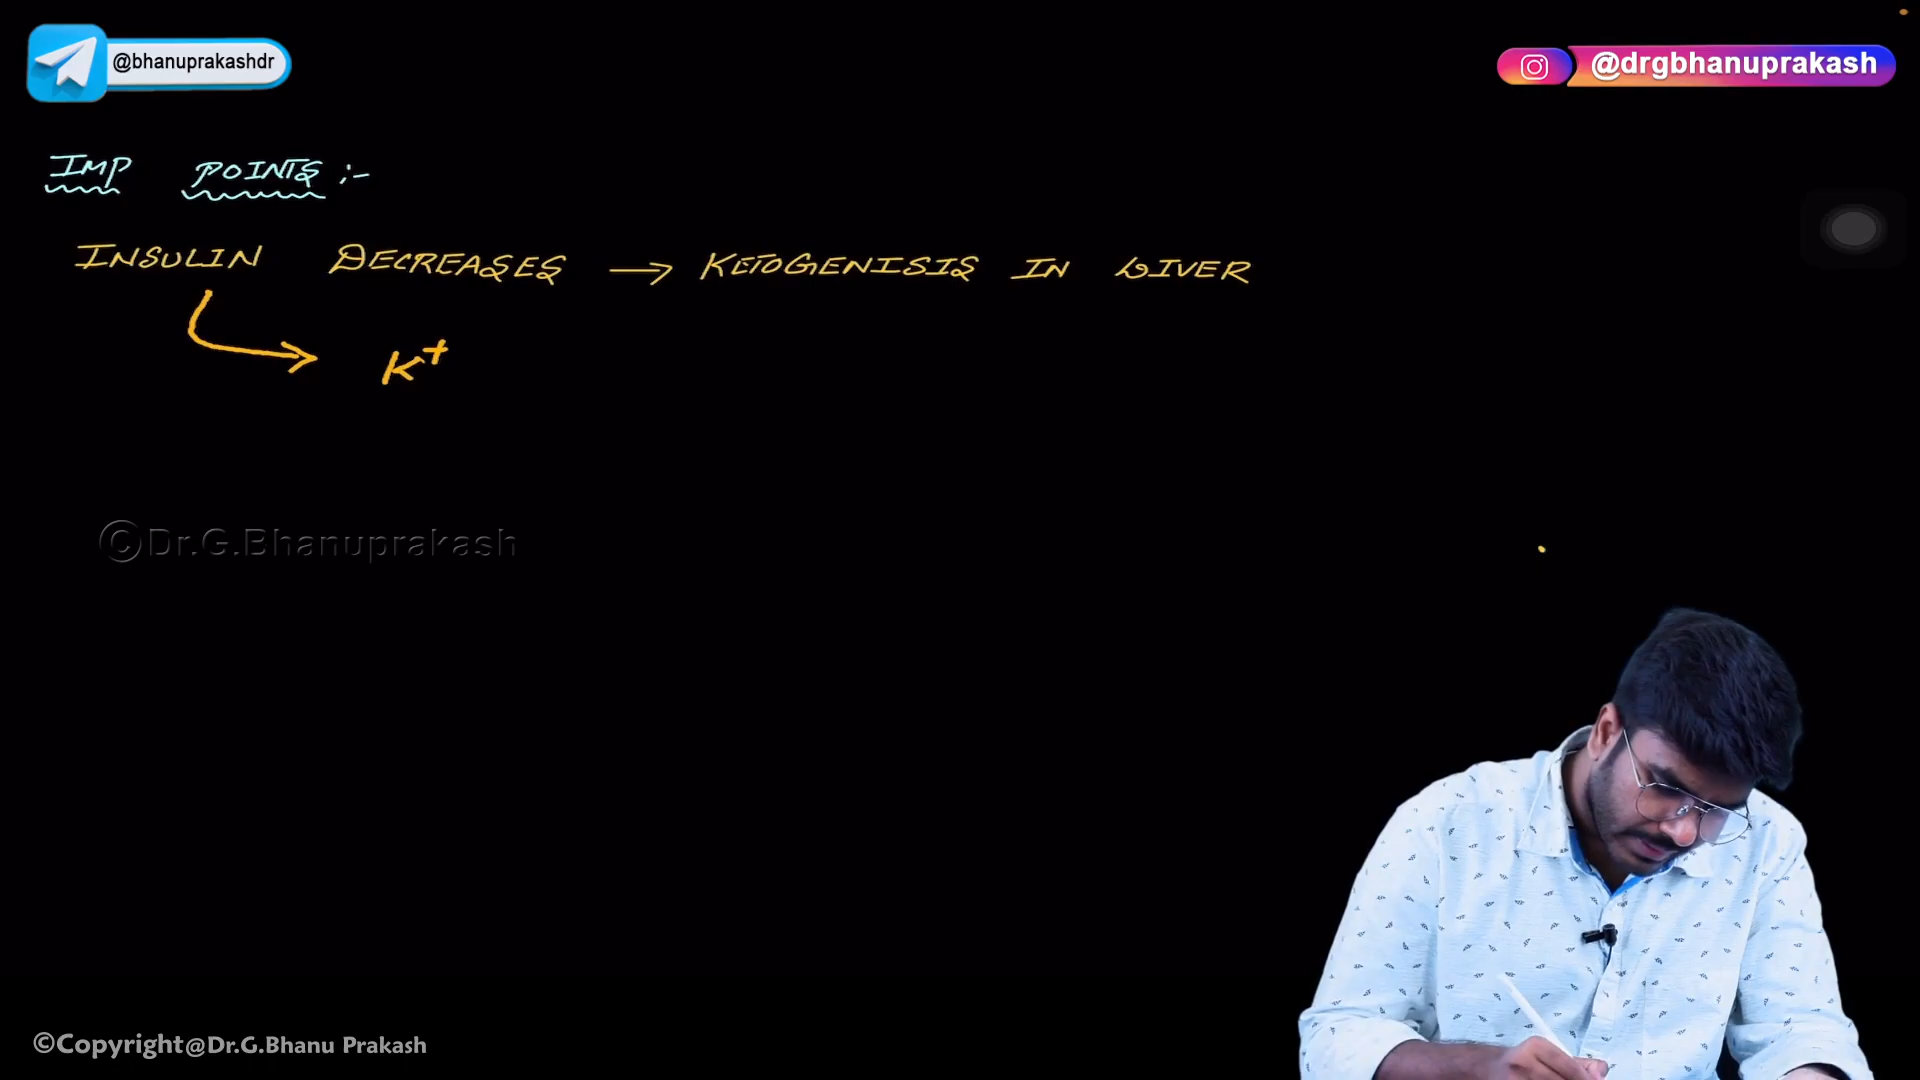 @bhanuprakashdr
@drgbhanuprakash
IMP POINTS :-
INSULIN DECREASES → KETOGENISIS IN LIVER
K+
©Dr.G.Bhanuprakash
©Copyright@Dr.G.Bhanu Prakash